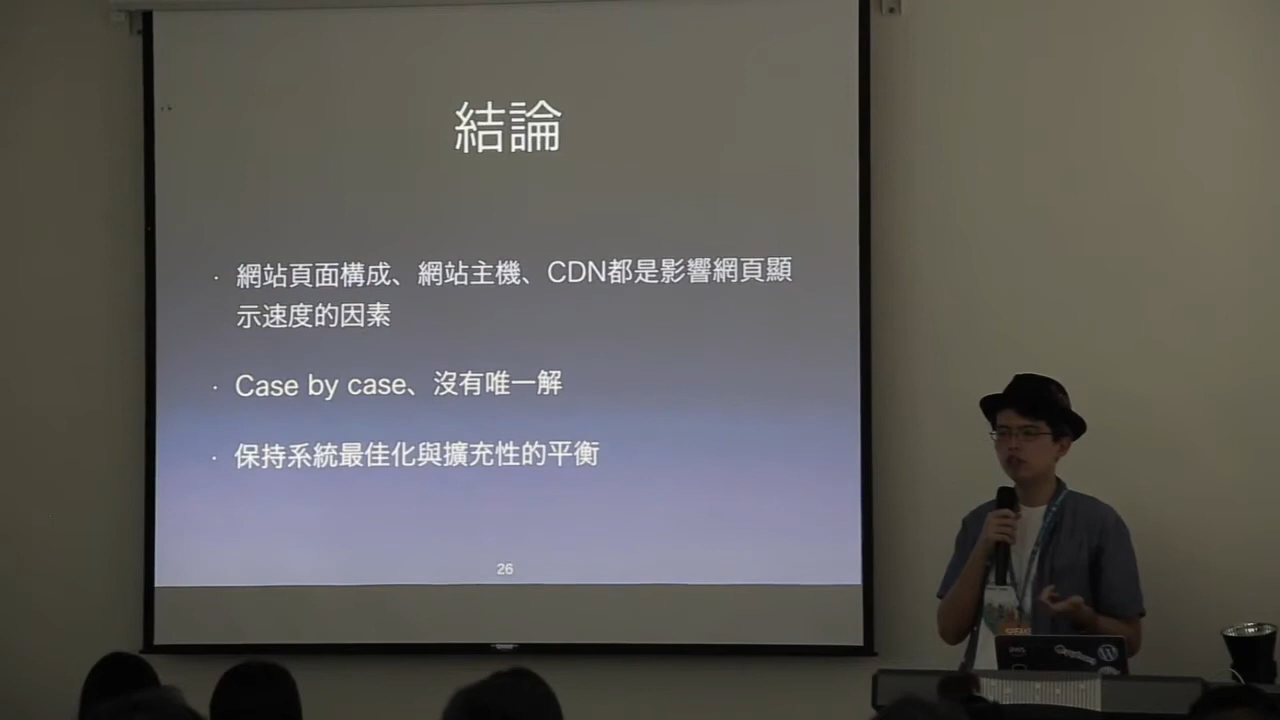 結論
· 網站頁面構成、網站主機、CDN都是影響網頁顯
示速度的因素
· Case by case、沒有唯一解
· 保持系統最佳化與擴充性的平衡
26